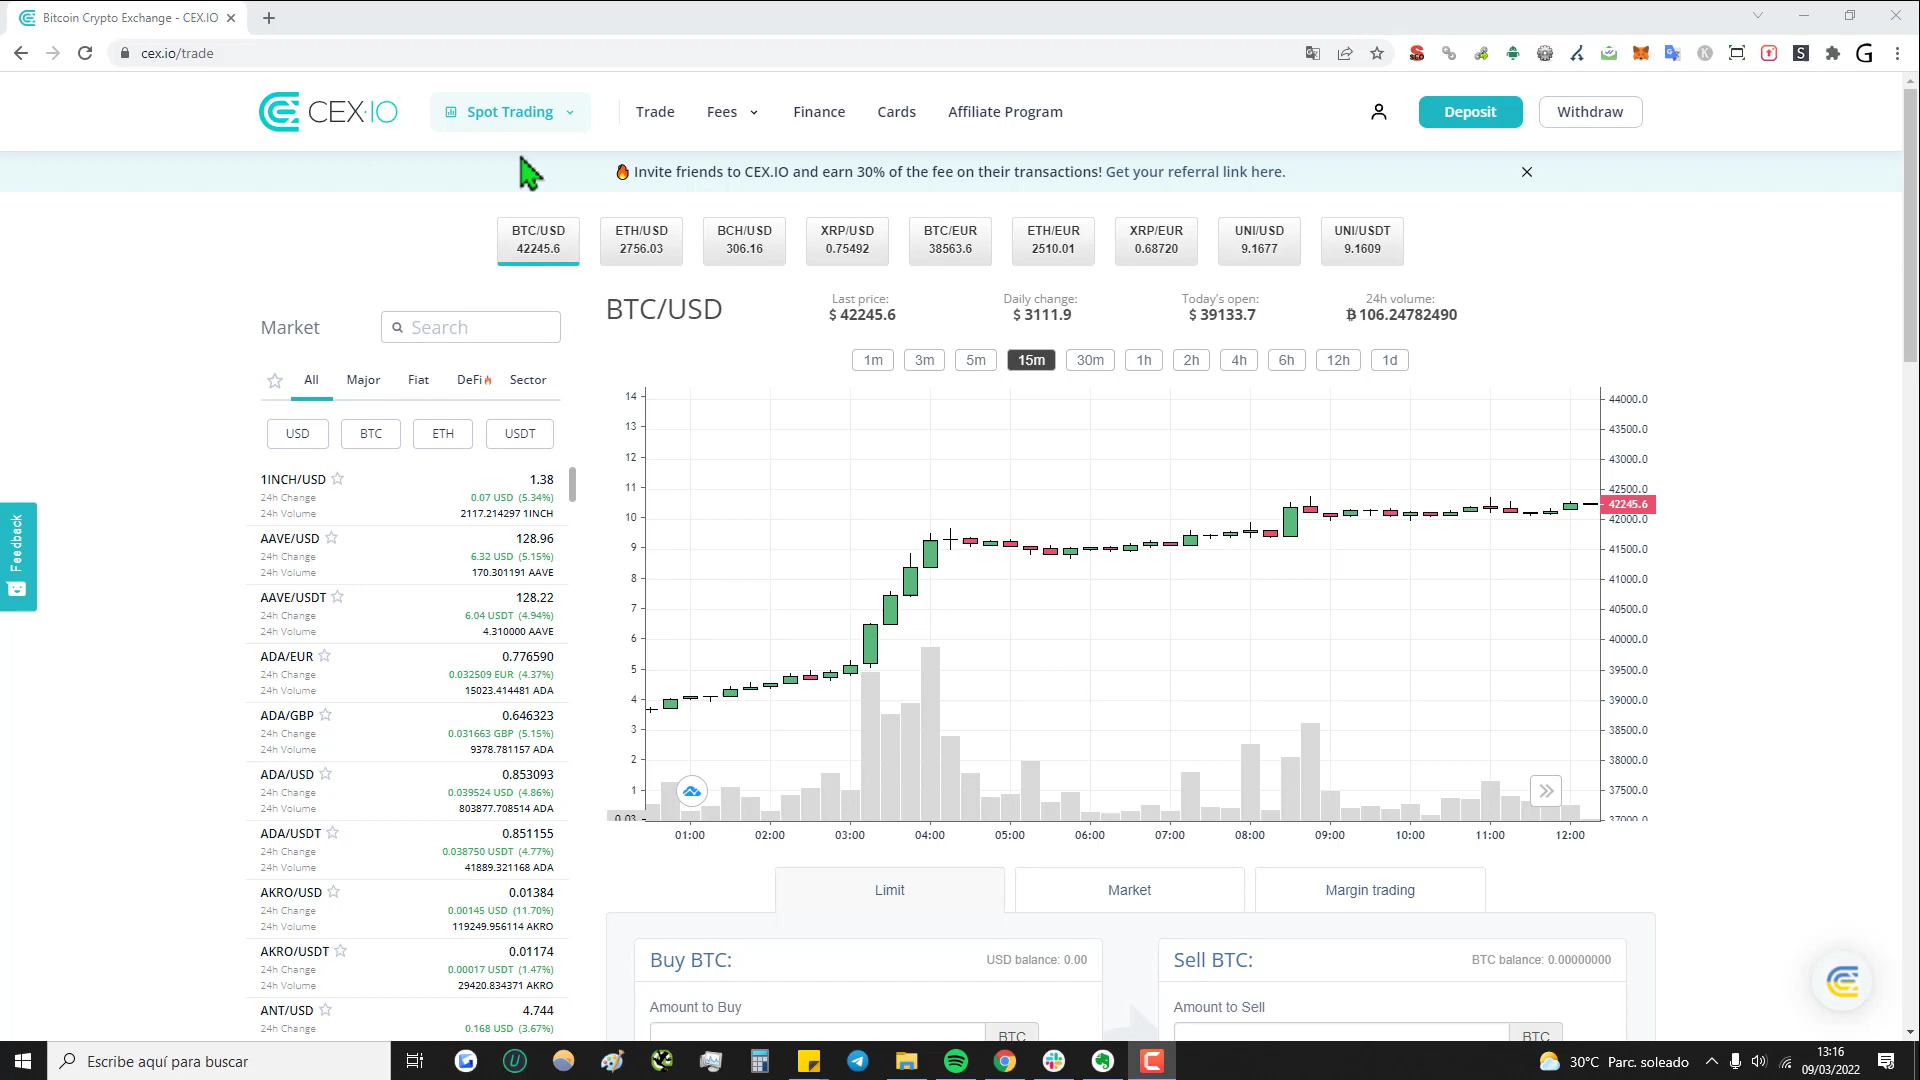 Bitcoin Crypto Exchange - CEX.IO
cex.io/trade
CEX.IO
Spot Trading
Trade
Fees
Finance
Cards
Affiliate Program
Deposit
Withdraw
Invite friends to CEX.IO and earn 30% of the fee on their transactions! Get your referral link here.
BTC/USD
42245.6
ETH/USD
2756.03
BCH/USD
306.16
XRP/USD
0.75492
BTC/EUR
38563.6
ETH/EUR
2510.01
XRP/EUR
0.68720
UNI/USD
9.1677
UNI/USDT
9.1609
Market
Search
All Major Fiat DeFi Sector
USD BTC ETH USDT
1INCH/USD 1.38
24h Change 0.07 USD (5.34%)
24h Volume 2117.214297 1INCH
AAVE/USD 128.96
24h Change 6.32 USD (5.15%)
24h Volume 170.301191 AAVE
AAVE/USDT 128.22
24h Change 6.04 USDT (4.94%)
24h Volume 4.310000 AAVE
ADA/EUR 0.776590
24h Change 0.032509 EUR (4.37%)
24h Volume 15023.414481 ADA
ADA/GBP 0.646323
24h Change 0.031663 GBP (5.15%)
24h Volume 9378.781157 ADA
ADA/USD 0.853093
24h Change 0.039524 USD (4.86%)
24h Volume 803877.708514 ADA
ADA/USDT 0.851155
24h Change 0.038750 USDT (4.77%)
24h Volume 41889.321168 ADA
AKRO/USD 0.01384
24h Change 0.00145 USD (11.70%)
24h Volume 119249.956114 AKRO
AKRO/USDT 0.01174
24h Change 0.00017 USDT (1.47%)
24h Volume 29420.834371 AKRO
ANT/USD 4.744
24h Change 0.168 USD (3.67%)
BTC/USD
Last price:
$ 42245.6
Daily change:
$ 3111.9
Today's open:
$ 39133.7
24h volume:
₿ 106.24782490
1m 3m 5m 15m 30m 1h 2h 4h 6h 12h 1d
14
13
12
11
10
9
8
7
6
5
4
3
2
1
0.03
44000.0
43500.0
43000.0
42500.0
42245.6
42000.0
41500.0
41000.0
40500.0
40000.0
39500.0
39000.0
38500.0
38000.0
37500.0
37000.0
01:00 02:00 03:00 04:00 05:00 06:00 07:00 08:00 09:00 10:00 11:00 12:00
Limit
Market
Margin trading
Buy BTC:
USD balance: 0.00
Amount to Buy
BTC
Sell BTC:
BTC balance: 0.00000000
Amount to Sell
BTC
Feedback
Escribe aquí para buscar
30°C Parc. soleado
13:16
09/03/2022